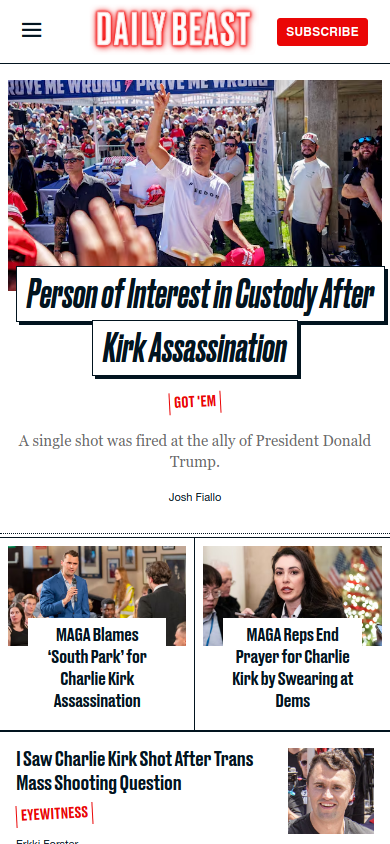 DAILY BEAST
SUBSCRIBE
ROVE ME WRONG PROVE ME WRONG
FREEDOM
Person of Interest in Custody After
Kirk Assassination
GOT 'EM
A single shot was fired at the ally of President Donald
Trump.
Josh Fiallo
MAGA Blames
‘South Park’ for
Charlie Kirk
Assassination
MAGA Reps End
Prayer for Charlie
Kirk by Swearing at
Dems
I Saw Charlie Kirk Shot After Trans
Mass Shooting Question
EYEWITNESS